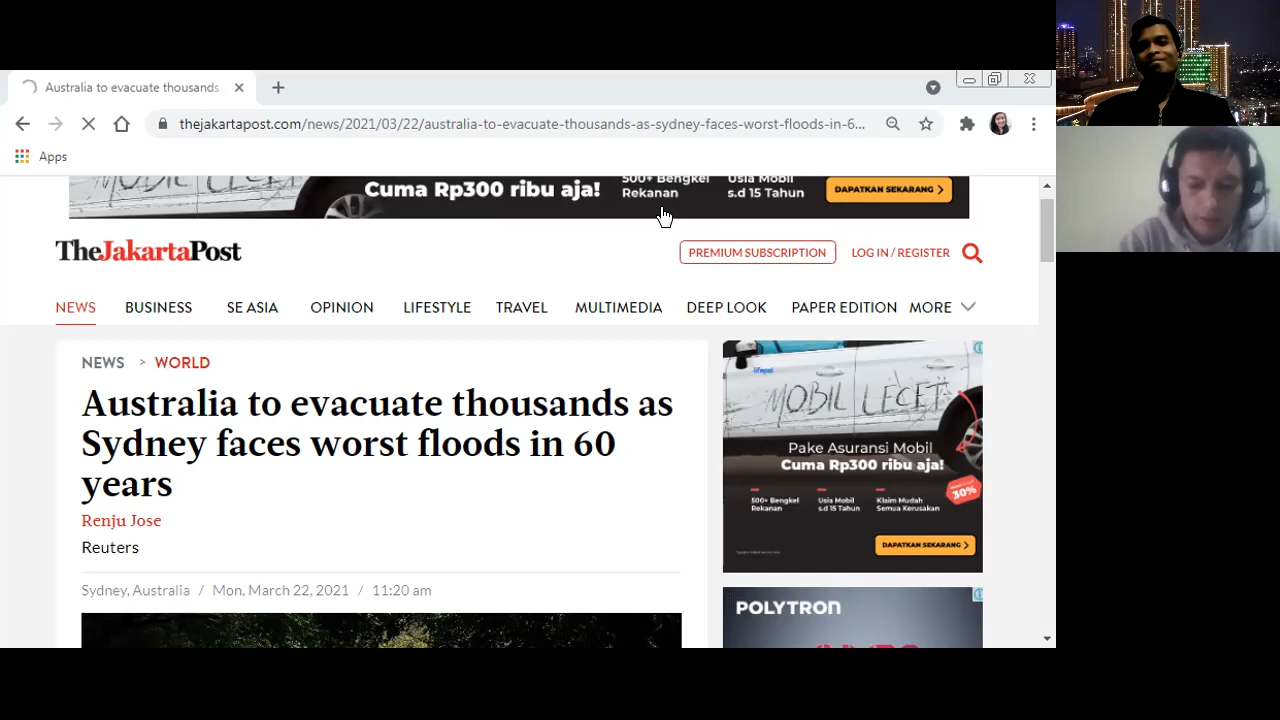 Australia to evacuate thousands
thejakartapost.com/news/2021/03/22/australia-to-evacuate-thousands-as-sydney-faces-worst-floods-in-6...
Apps
MOBIL LECET
Cuma Rp300 ribu aja!
500+ Bengkel
Rekanan
Usia Mobil
s.d 15 Tahun
DAPATKAN SEKARANG
TheJakartaPost
PREMIUM SUBSCRIPTION
LOG IN / REGISTER
NEWS BUSINESS SE ASIA OPINION LIFESTYLE TRAVEL MULTIMEDIA DEEP LOOK PAPER EDITION MORE
NEWS > WORLD
Australia to evacuate thousands as
Sydney faces worst floods in 60
years
Renju Jose
Reuters
Sydney, Australia / Mon, March 22, 2021 / 11:20 am
lifepal
MOBIL LECET
Pake Asuransi Mobil
Cuma Rp300 ribu aja!
500+ Bengkel
Rekanan
Usia Mobil
s.d 15 Tahun
Klaim Mudah
Semua Kerusakan
30%
DAPATKAN SEKARANG
POLYTRON